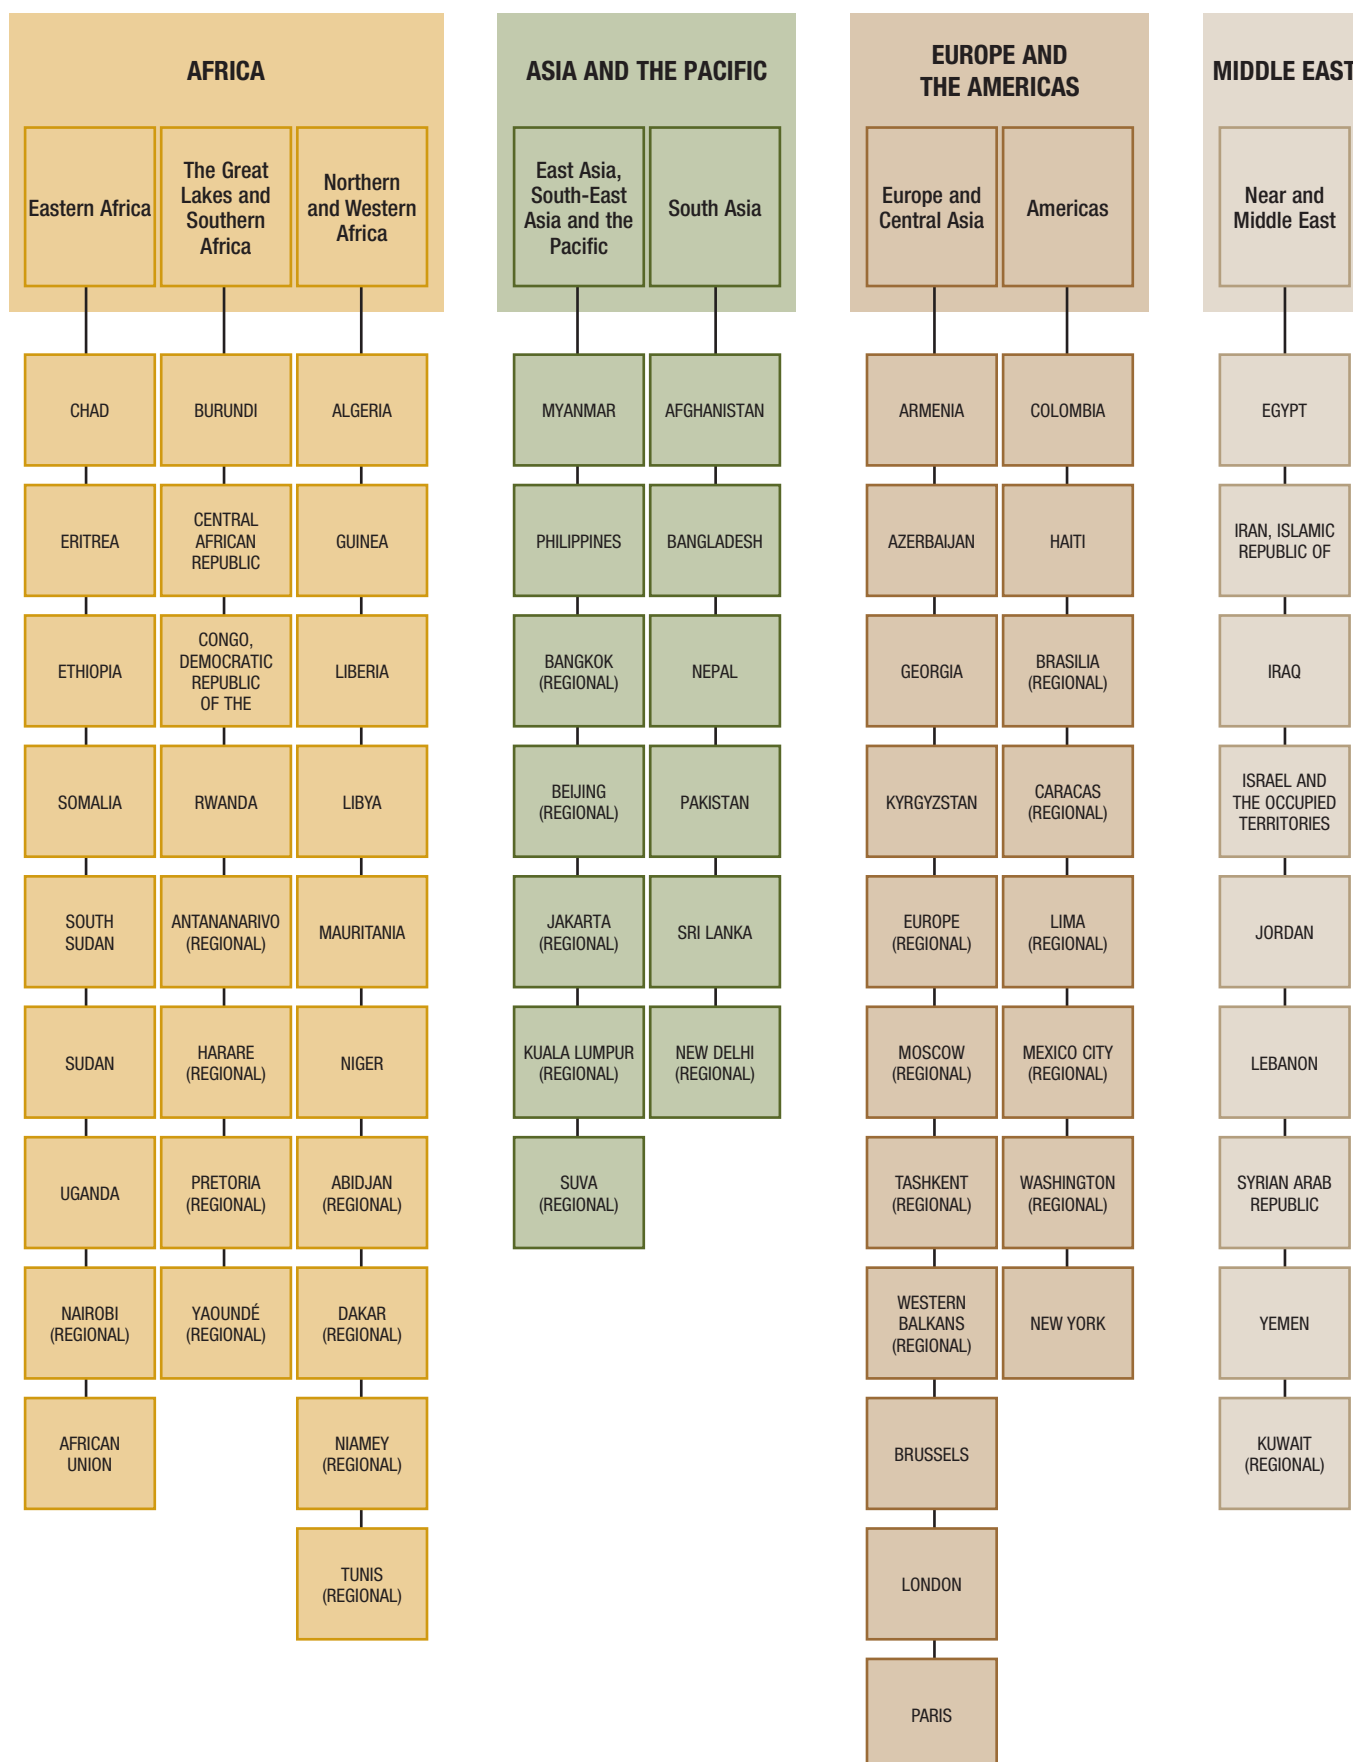 AFRICA
Eastern Africa
The Great
Lakes and
Southern
Africa
Northern
and Western
Africa
CHAD
ERITREA
ETHIOPIA
SOMALIA
SOUTH
SUDAN
SUDAN
UGANDA
NAIROBI
(REGIONAL)
AFRICAN
UNION
BURUNDI
CENTRAL
AFRICAN
REPUBLIC
CONGO,
DEMOCRATIC
REPUBLIC
OF THE
RWANDA
ANTANANARIVO
(REGIONAL)
HARARE
(REGIONAL)
PRETORIA
(REGIONAL)
YAOUNDÉ
(REGIONAL)
ALGERIA
GUINEA
LIBERIA
LIBYA
MAURITANIA
NIGER
ABIDJAN
(REGIONAL)
DAKAR
(REGIONAL)
NIAMEY
(REGIONAL)
TUNIS
(REGIONAL)
ASIA AND THE PACIFIC
East Asia,
South-East
Asia and the
Pacific
South Asia
MYANMAR
PHILIPPINES
BANGKOK
(REGIONAL)
BEIJING
(REGIONAL)
JAKARTA
(REGIONAL)
KUALA LUMPUR
(REGIONAL)
SUVA
(REGIONAL)
AFGHANISTAN
BANGLADESH
NEPAL
PAKISTAN
SRI LANKA
NEW DELHI
(REGIONAL)
EUROPE AND
THE AMERICAS
Europe and
Central Asia
Americas
ARMENIA
AZERBAIJAN
GEORGIA
KYRGYZSTAN
EUROPE
(REGIONAL)
MOSCOW
(REGIONAL)
TASHKENT
(REGIONAL)
WESTERN
BALKANS
(REGIONAL)
BRUSSELS
LONDON
PARIS
COLOMBIA
HAITI
BRASILIA
(REGIONAL)
CARACAS
(REGIONAL)
LIMA
(REGIONAL)
MEXICO CITY
(REGIONAL)
WASHINGTON
(REGIONAL)
NEW YORK
MIDDLE EAST
Near and
Middle East
EGYPT
IRAN, ISLAMIC
REPUBLIC OF
IRAQ
ISRAEL AND
THE OCCUPIED
TERRITORIES
JORDAN
LEBANON
SYRIAN ARAB
REPUBLIC
YEMEN
KUWAIT
(REGIONAL)